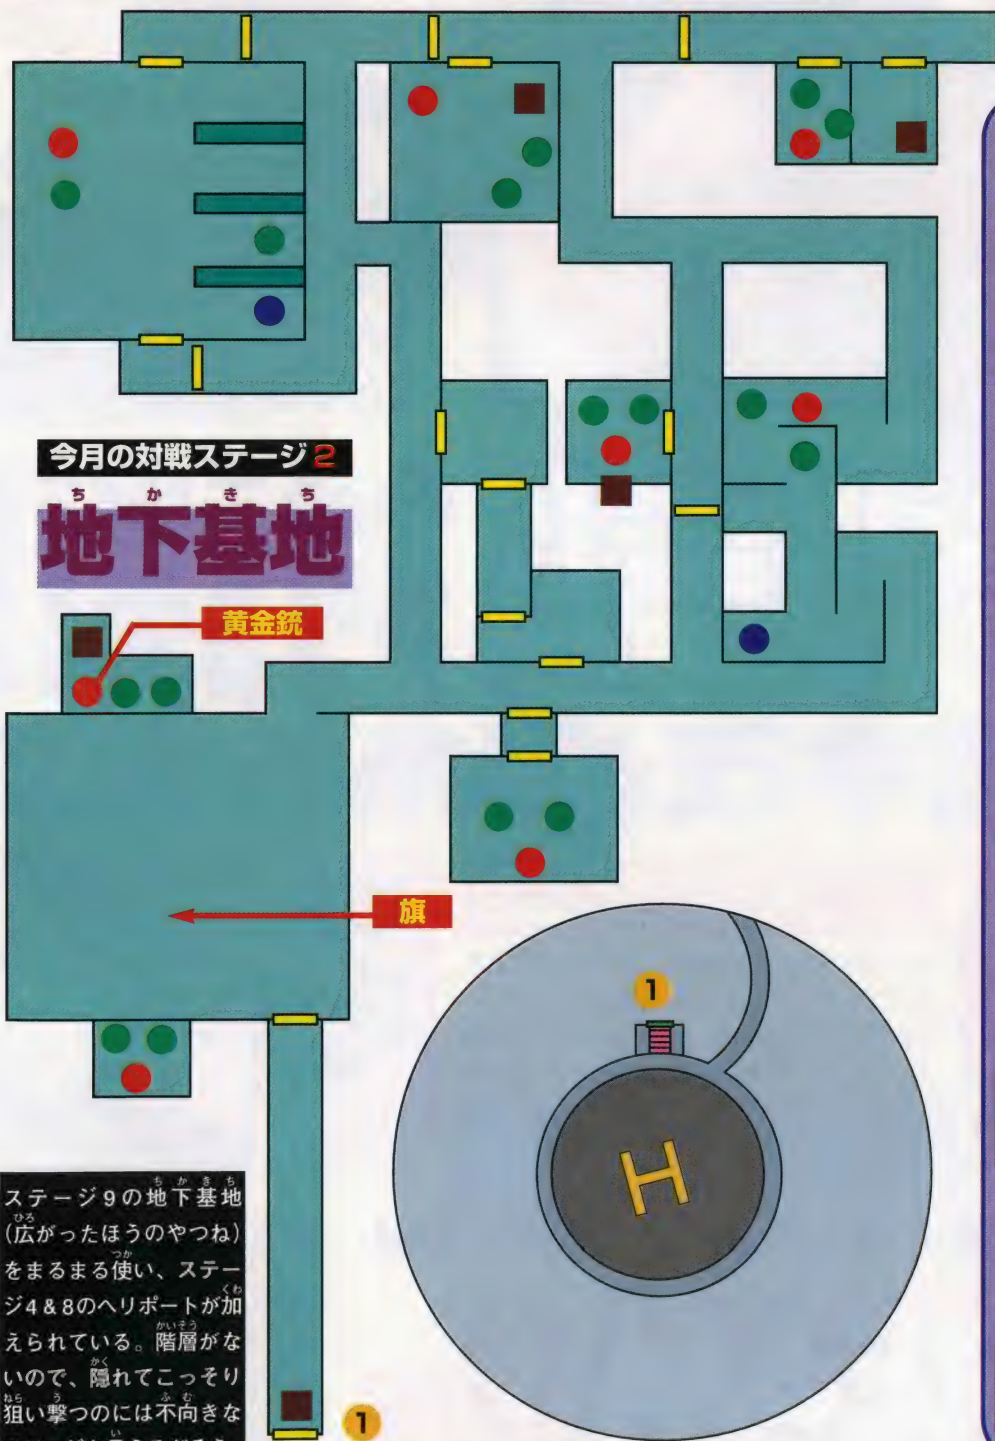 今月の対戦ステージ2
ちかきち
地下基地
黄金銃
旗
1
H
1
ステージ9の地下基地
(広がったほうのやつね)
をまるまる使い、ステー
ジ4&8のヘリポートが加
えられている。階層がな
いので、隠れてこっそり
狙い撃つのには不向きな